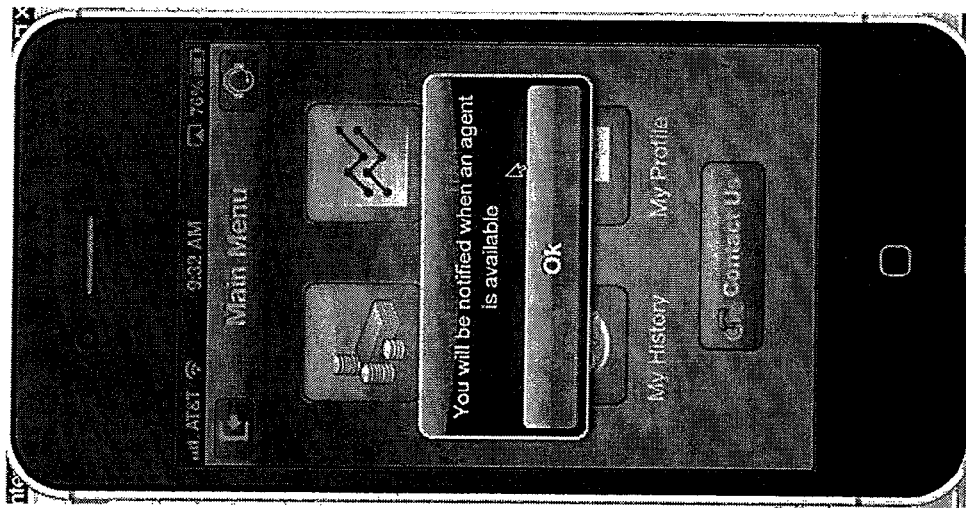 AT&T 9:32 AM 76%
Main Menu
You will be notified when an agent
is available
Ok
My History My Profile
Contact Us